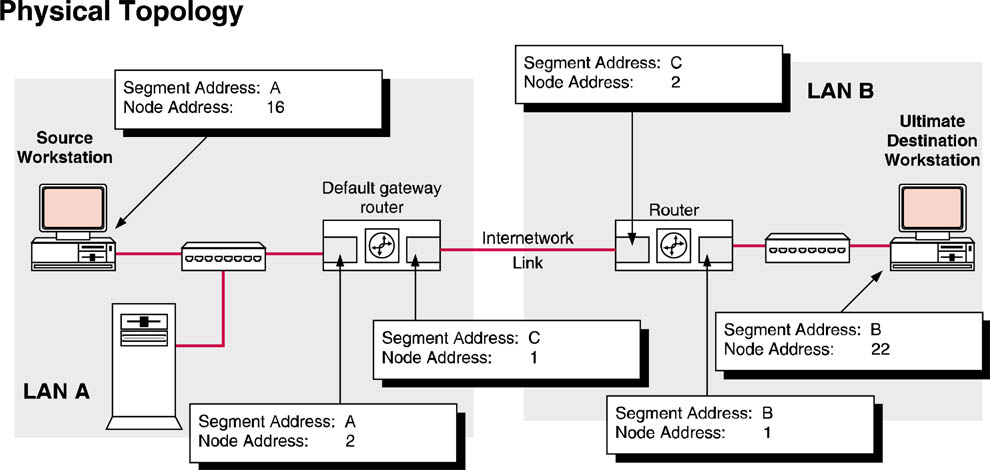 Physical Topology
Segment Address: A
Node Address: 16
Segment Address: C
Node Address: 2
LAN B
Source
Workstation
Ultimate
Destination
Workstation
Default gateway
router
Router
Internetwork
Link
Segment Address: C
Node Address: 1
Segment Address: B
Node Address: 22
LAN A
Segment Address: A
Node Address: 2
Segment Address: B
Node Address: 1